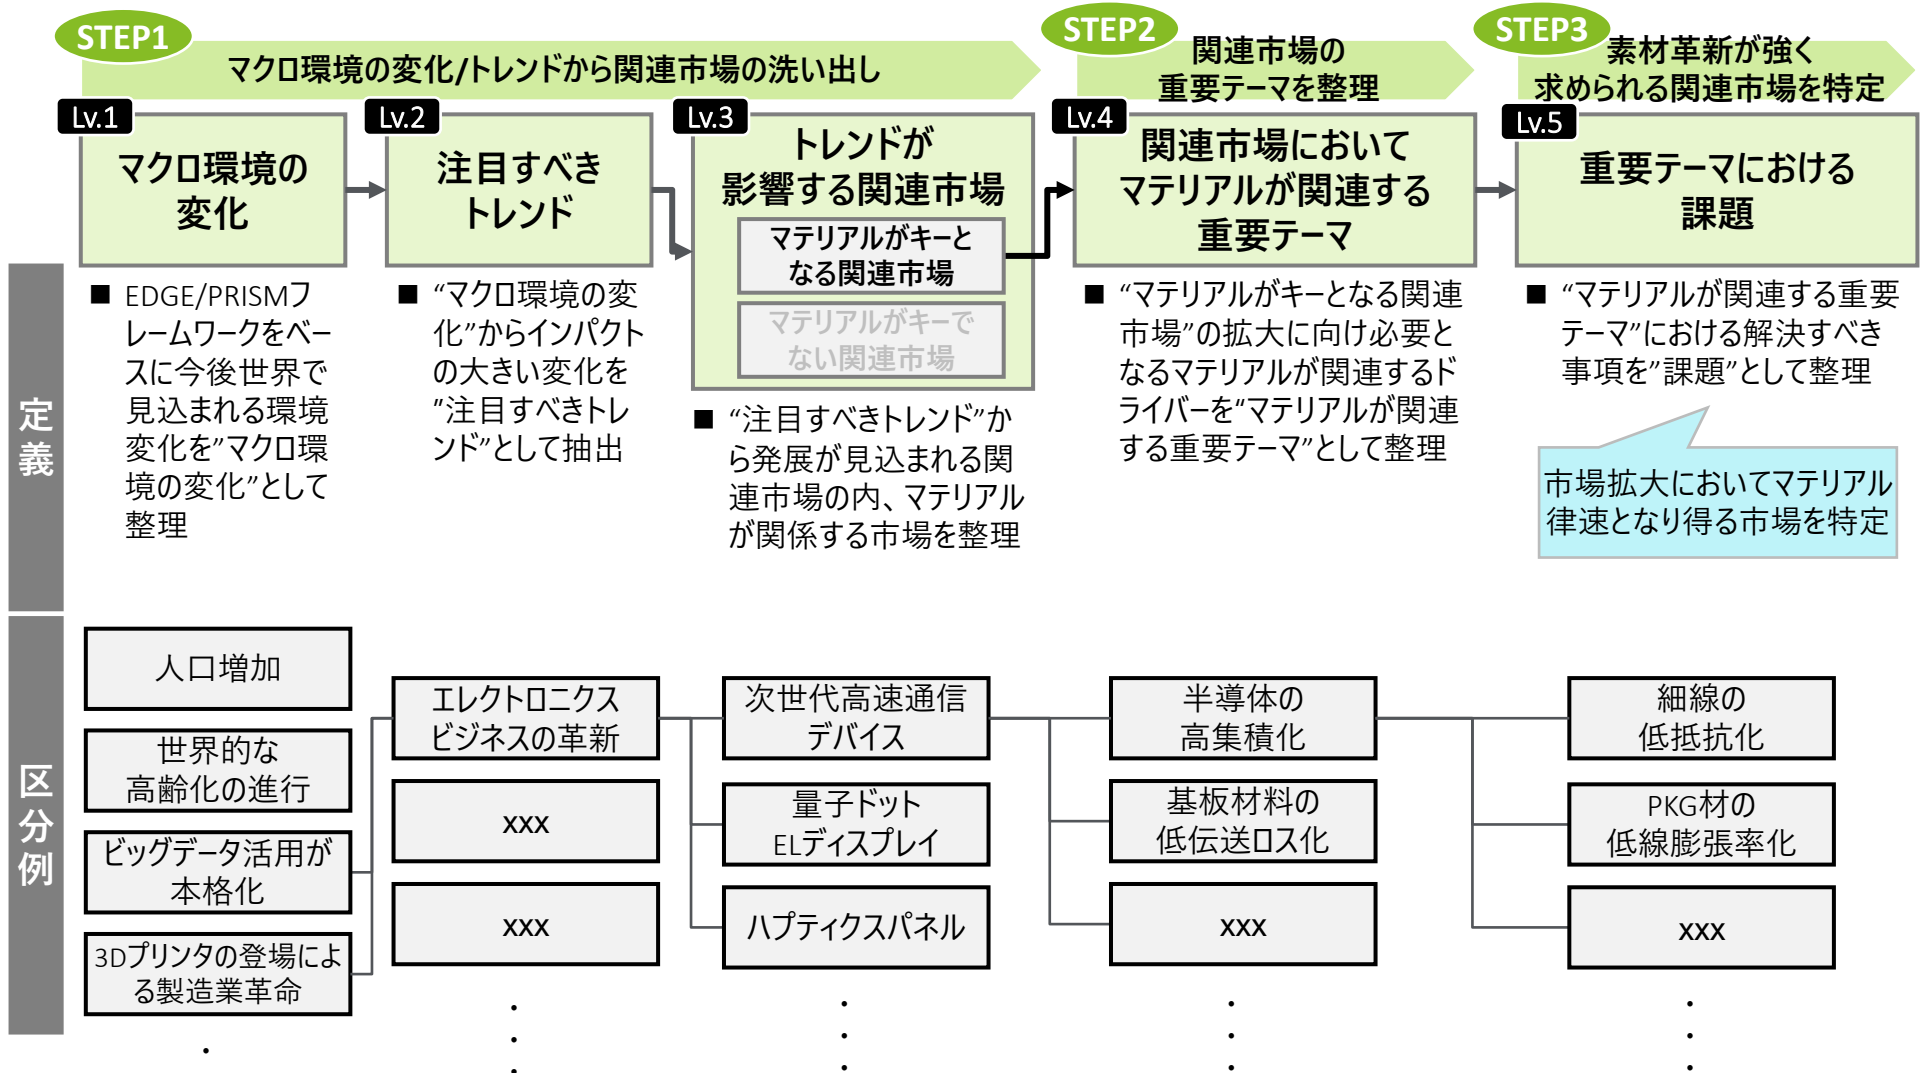 STEP1
マクロ環境の変化/トレンドから関連市場の洗い出し
STEP2
関連市場の
重要テーマを整理
STEP3
素材革新が強く
求められる関連市場を特定
Lv.1
マクロ環境の
変化
Lv.2
注目すべき
トレンド
Lv.3
トレンドが
影響する関連市場
マテリアルがキーと
なる関連市場
マテリアルがキーで
ない関連市場
Lv.4
関連市場において
マテリアルが関連する
重要テーマ
Lv.5
重要テーマにおける
課題
定義
■ EDGE/PRISMフ
レームワークをベー
スに今後世界で
見込まれる環境
変化を”マクロ環
境の変化”として
整理
■ “マクロ環境の変
化”からインパクト
の大きい変化を
”注目すべきトレ
ンド”として抽出
■ “注目すべきトレンド”か
ら発展が見込まれる関
連市場の内、マテリアル
が関係する市場を整理
■ “マテリアルがキーとなる関連
市場”の拡大に向け必要と
なるマテリアルが関連するド
ライバーを“マテリアルが関連
する重要テーマ”として整理
■ “マテリアルが関連する重要
テーマ”における解決すべき
事項を”課題”として整理
市場拡大においてマテリアル
律速となり得る市場を特定
区分例
人口増加
世界的な
高齢化の進行
ビッグデータ活用が
本格化
3Dプリンタの登場によ
る製造業革命
・
エレクトロニクス
ビジネスの革新
xxx
xxx
・
・
・
次世代高速通信
デバイス
量子ドット
ELディスプレイ
ハプティクスパネル
・
・
・
半導体の
高集積化
基板材料の
低伝送ロス化
xxx
・
・
・
細線の
低抵抗化
PKG材の
低線膨張率化
xxx
・
・
・